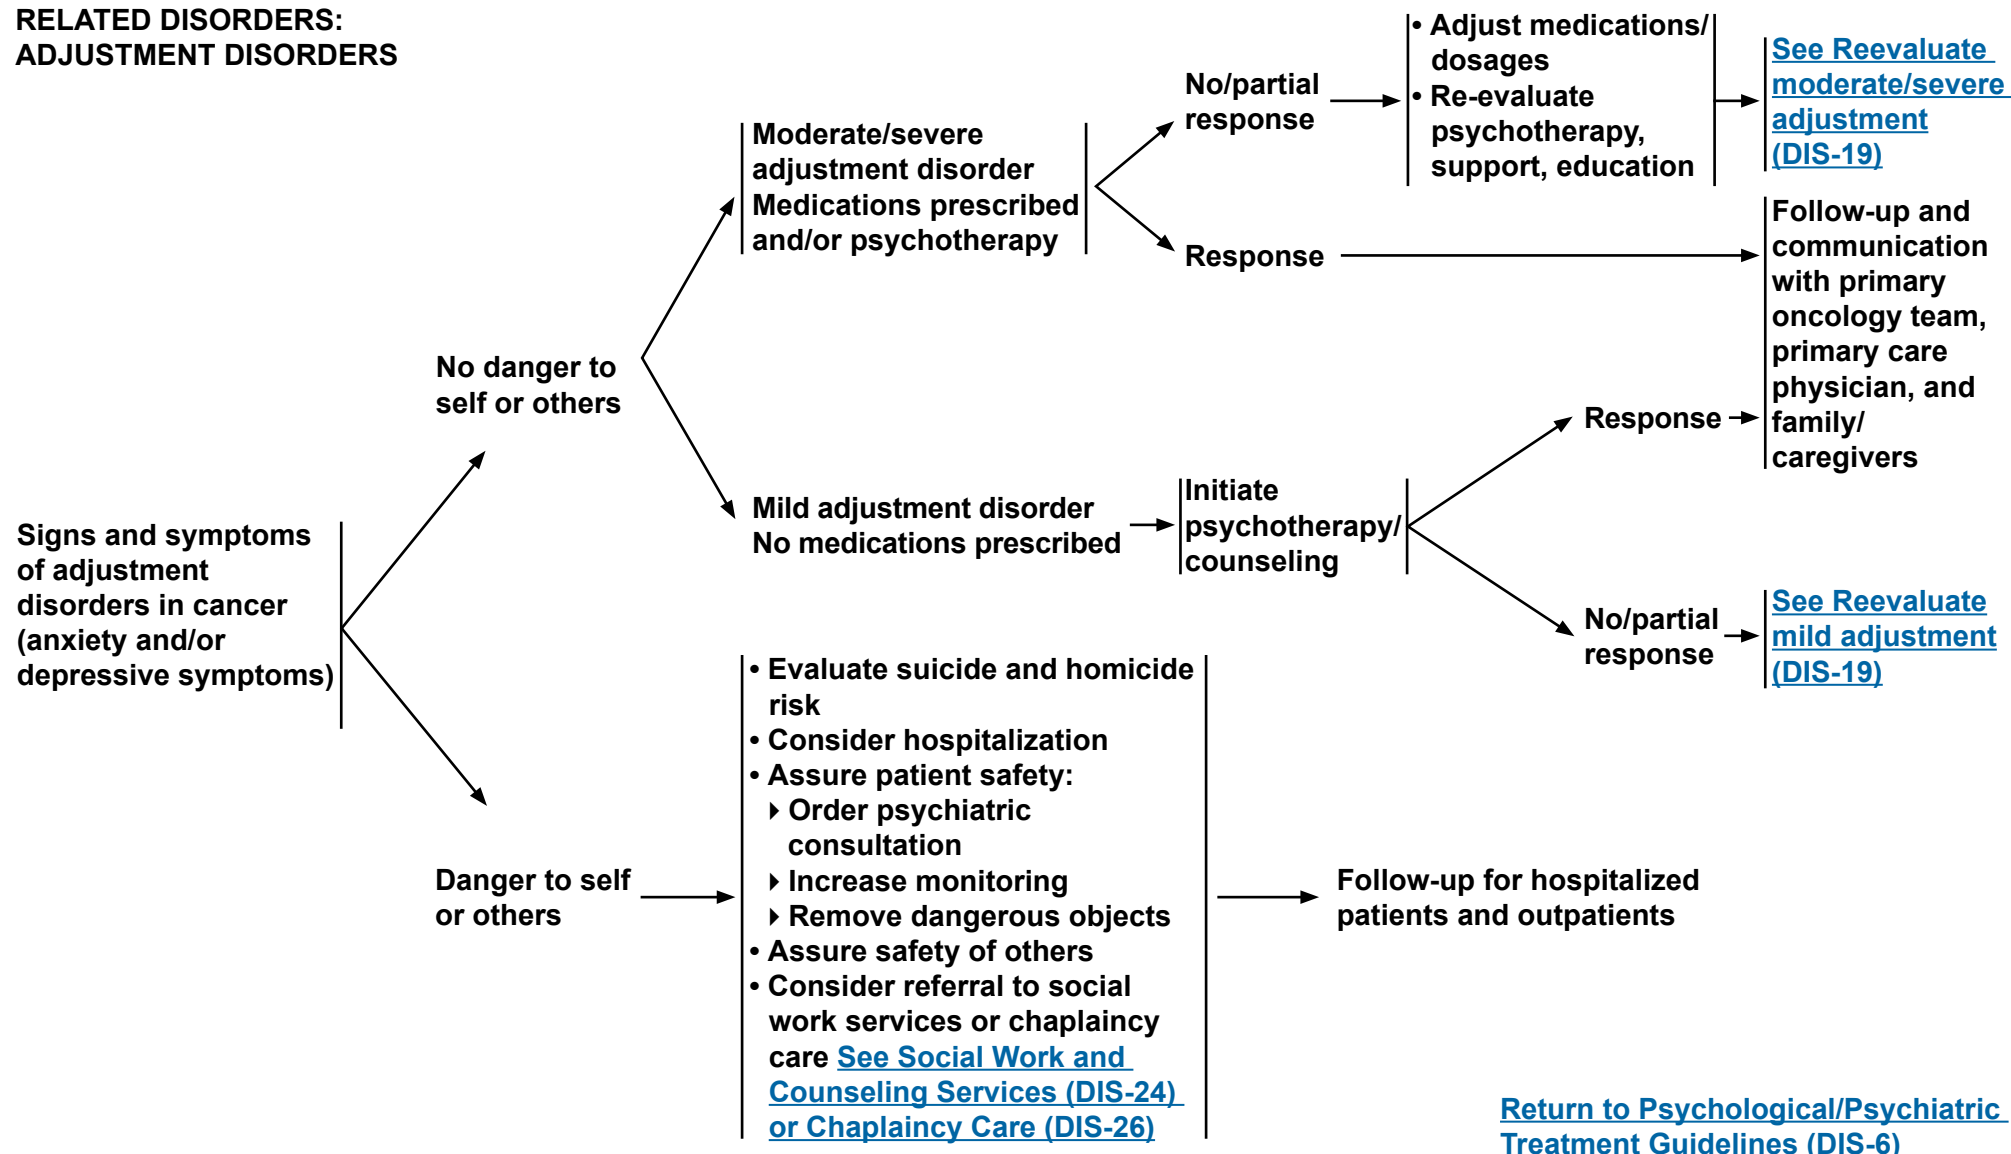 RELATED DISORDERS:
ADJUSTMENT DISORDERS
Signs and symptoms
of adjustment
disorders in cancer
(anxiety and/or
depressive symptoms)
No danger to
self or others
Moderate/severe
adjustment disorder
Medications prescribed
and/or psychotherapy
No/partial
response
• Adjust medications/
dosages
• Re-evaluate
psychotherapy,
support, education
See Reevaluate
moderate/severe
adjustment
(DIS-19)
Response
Follow-up and
communication
with primary
oncology team,
primary care
physician, and
family/
caregivers
Mild adjustment disorder
No medications prescribed
Initiate
psychotherapy/
counseling
Response
No/partial
response
See Reevaluate
mild adjustment
(DIS-19)
Danger to self
or others
• Evaluate suicide and homicide
risk
• Consider hospitalization
• Assure patient safety:
Order psychiatric
consultation
Increase monitoring
Remove dangerous objects
• Assure safety of others
• Consider referral to social
work services or chaplaincy
care See Social Work and
Counseling Services (DIS-24)
or Chaplaincy Care (DIS-26)
Follow-up for hospitalized
patients and outpatients
Return to Psychological/Psychiatric
Treatment Guidelines (DIS-6)